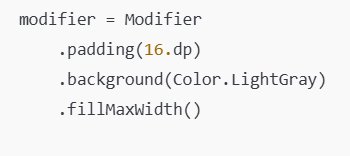 modifier = Modifier
    .padding(16.dp)
    .background(Color.LightGray)
    .fillMaxWidth()